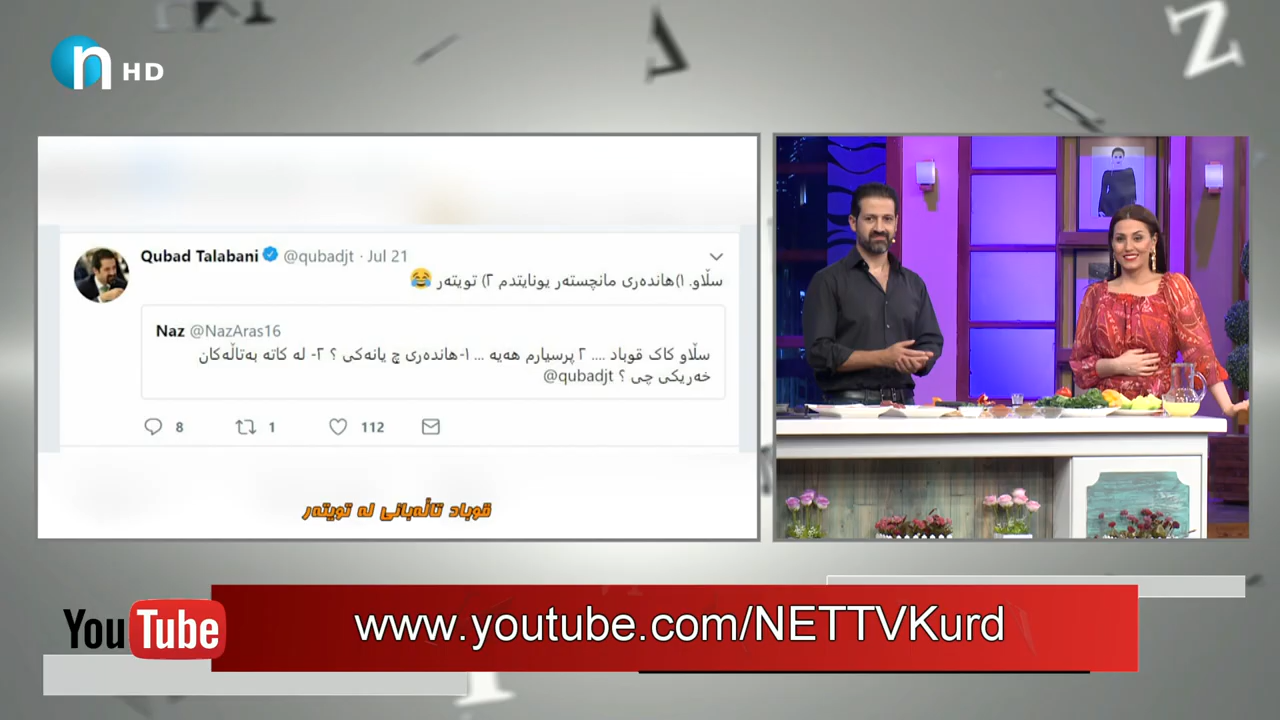 n HD
Qubad Talabani @qubadjt · Jul 21
سڵاو. ١)هاندەری مانچستەر یونایتدم ٢) تویتەر 😂
Naz @NazAras16
سڵاو کاک قوباد .... ٢ پرسیارم هەیە ... ١-هاندەری چ یانەکی ؟ ٢- لە کاتە بەتاڵەکان
خەریکی چی ؟ @qubadjt
8 1 112
قوباد تاڵەبانی لە تویتەر
YouTube www.youtube.com/NETTVKurd